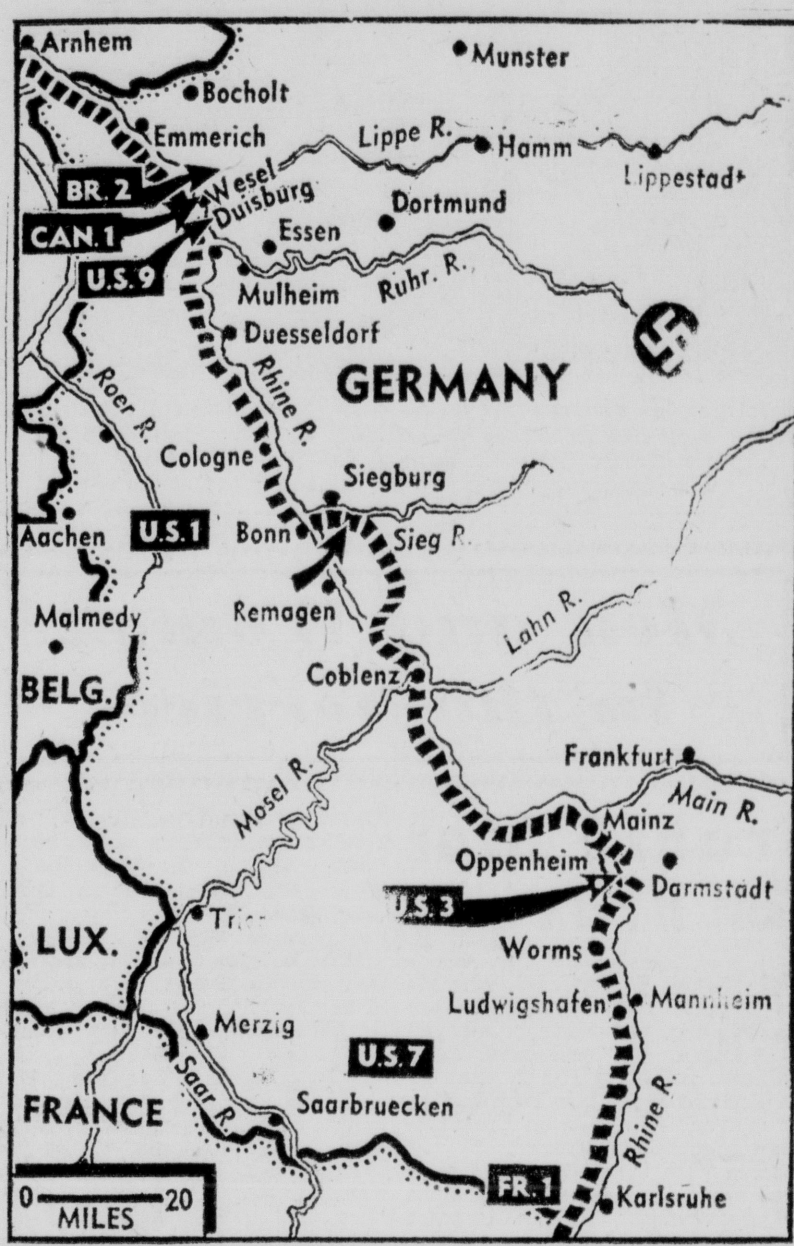 Arnhem
Munster
Bocholt
Emmerich
Lippe R.
Hamm
Lippestadt
BR. 2
Wesel
Duisburg
Dortmund
CAN. 1
Essen
U.S. 9
Mulheim
Ruhr. R.
Duesseldorf
GERMANY
Roer R.
Rhine R.
Cologne
Siegburg
Aachen
U.S. 1
Bonn
Sieg R.
Remagen
Malmedy
Lahn R.
BELG.
Coblenz
Frankfurt
Mosel R.
Main R.
Mainz
Oppenheim
Darmstadt
U.S. 3
LUX.
Worms
Ludwigshafen
Mannheim
Merzig
U.S. 7
Saar R.
Saarbruecken
FRANCE
Rhine R.
FR. 1
Karlsruhe
0 20
MILES